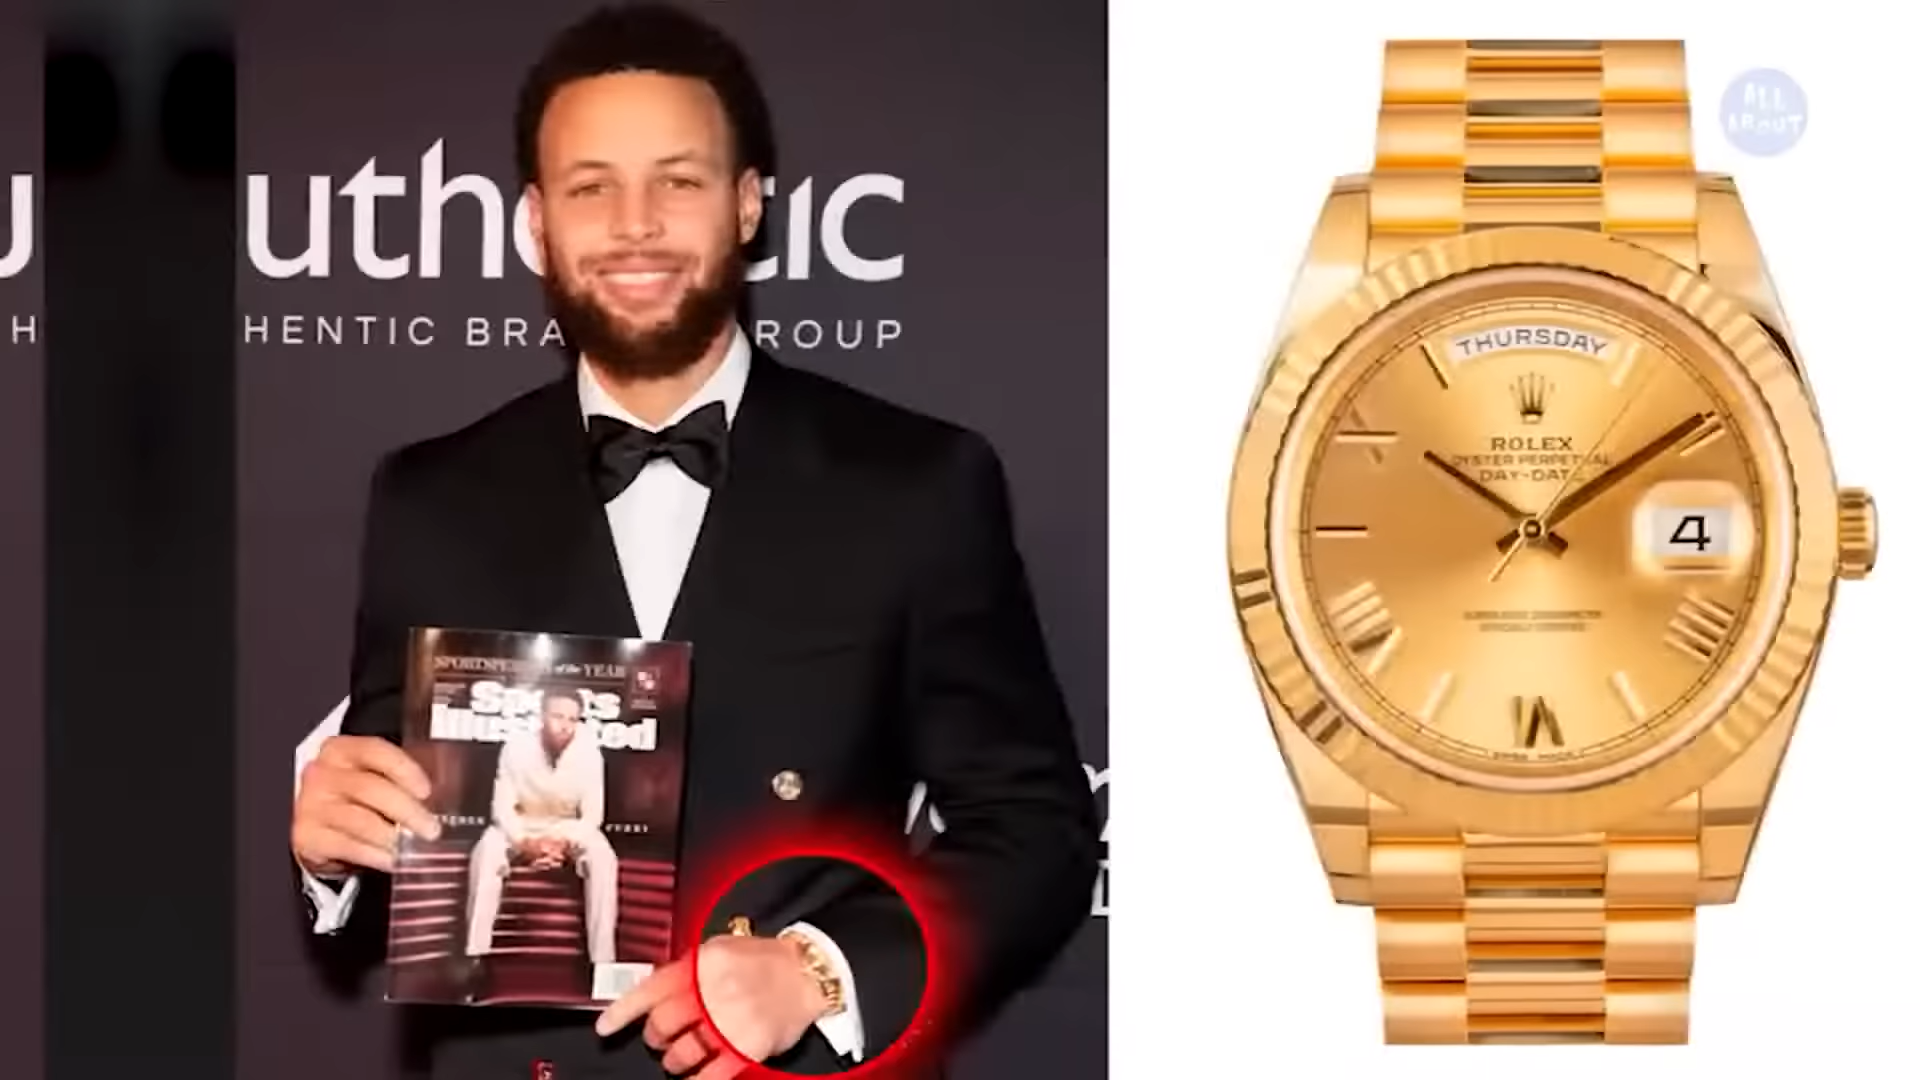 uthentic
H
HENTIC BRA ROUP
SPORTSPERSON of the YEAR
Sports
Illustrated
CURRY
ALL
ABOUT
THURSDAY
ROLEX
OYSTER PERPETUAL
DAY-DATE
4